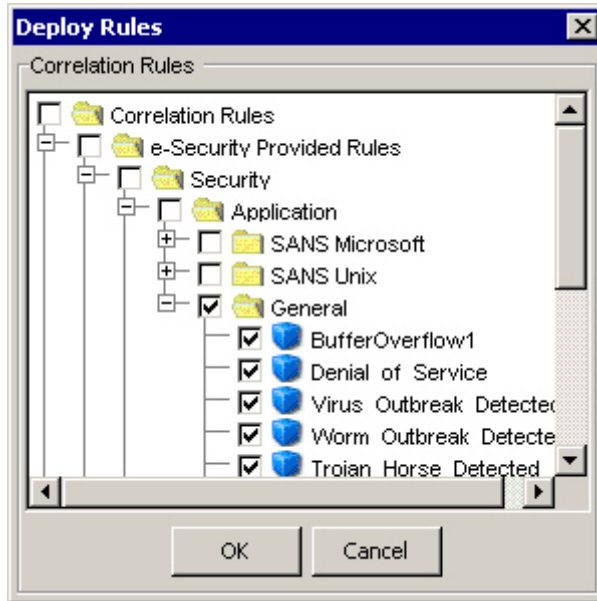 Deploy Rules
Correlation Rules
Correlation Rules
e-Security Provided Rules
Security
Application
SANS Microsoft
SANS Unix
General
BufferOverflow1
Denial of Service
Virus Outbreak Detected
Worm Outbreak Detecte
Trojan Horse Detected
OK
Cancel